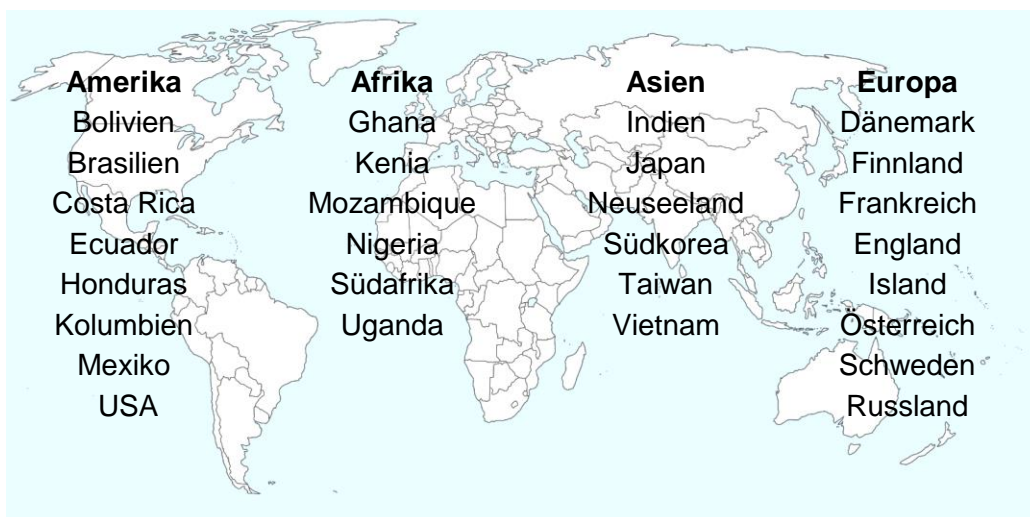 Amerika Afrika Asien Europa
Bolivien Ghana Indien Dänemark
Brasilien Kenia Japan Finnland
Costa Rica Mozambique Neuseeland Frankreich
Ecuador Nigeria Südkorea England
Honduras Südafrika Taiwan Island
Kolumbien Uganda Vietnam Österreich
Mexiko Schweden
USA Russland